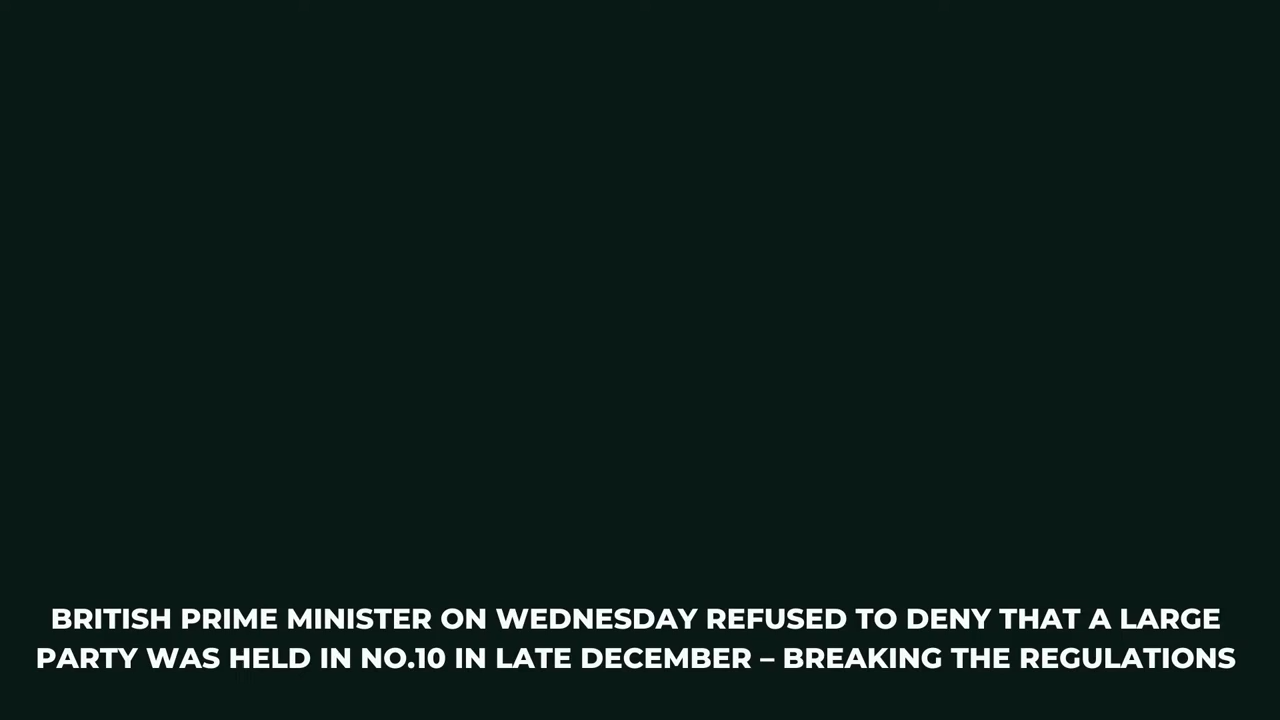 BRITISH PRIME MINISTER ON WEDNESDAY REFUSED TO DENY THAT A LARGE
PARTY WAS HELD IN NO.10 IN LATE DECEMBER – BREAKING THE REGULATIONS